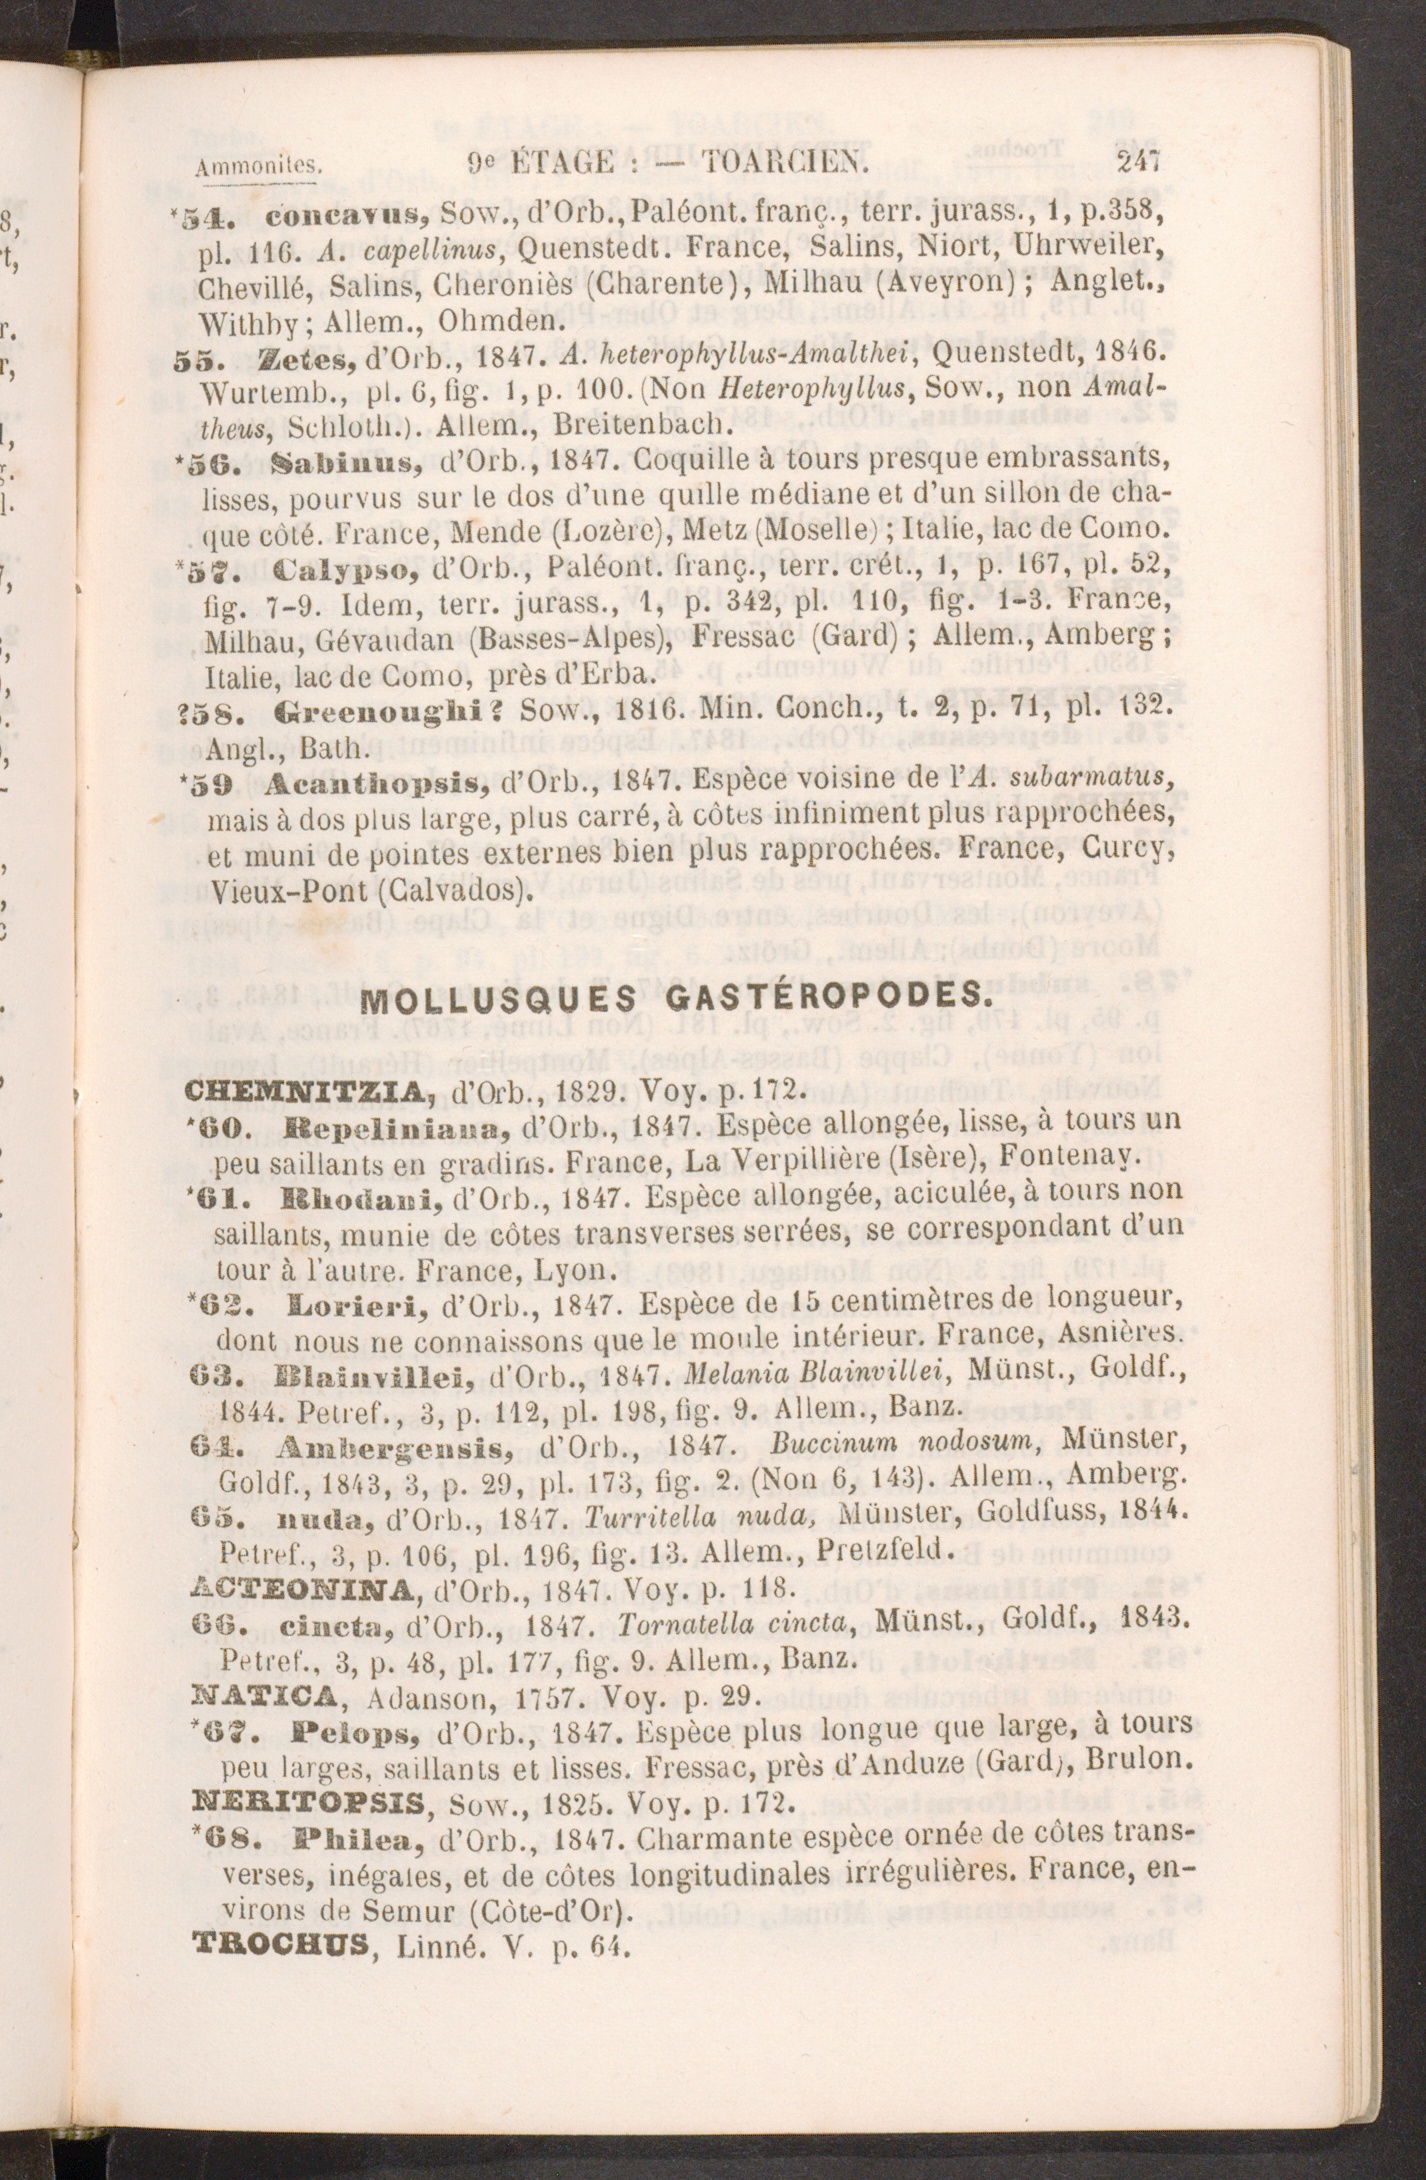 Ammonites. 9e ÉTAGE : — TOARCIEN. 247
*54. concavus, Sow., d'Orb., Paléont. franç., terr. jurass., 1, p. 358,
pl. 116. A. capellinus, Quenstedt. France, Salins, Niort, Uhrweiler,
Chevillé, Salins, Cheroniès (Charente), Milhau (Aveyron); Anglet.,
Withby; Allem., Ohmden.
55. Zetes, d'Orb., 1847. A. heterophyllus-Amalthei, Quenstedt, 1846.
Wurtemb., pl. 6, fig. 1, p. 100. (Non Heterophyllus, Sow., non Amal-
theus, Schloth.). Allem., Breitenbach.
*56. Sabinus, d'Orb., 1847. Coquille à tours presque embrassants,
lisses, pourvus sur le dos d'une quille médiane et d'un sillon de cha-
que côté. France, Mende (Lozère), Metz (Moselle); Italie, lac de Como.
*57. Calypso, d'Orb., Paléont. franç., terr. crét., 1, p. 167, pl. 52,
fig. 7-9. Idem, terr. jurass., 1, p. 342, pl. 110, fig. 1-3. France,
Milhau, Gévaudan (Basses-Alpes), Fressac (Gard); Allem., Amberg;
Italie, lac de Como, près d'Erba.
?58. Greenoughi? Sow., 1816. Min. Conch., t. 2, p. 71, pl. 132.
Angl., Bath.
*59 Acanthopsis, d'Orb., 1847. Espèce voisine de l'A. subarmatus,
mais à dos plus large, plus carré, à côtes infiniment plus rapprochées,
et muni de pointes externes bien plus rapprochées. France, Curcy,
Vieux-Pont (Calvados).
MOLLUSQUES GASTÉROPODES.
CHEMNITZIA, d'Orb., 1829. Voy. p. 172.
*60. Repeliniana, d'Orb., 1847. Espèce allongée, lisse, à tours un
peu saillants en gradins. France, La Verpillière (Isère), Fontenay.
*61. Rhodani, d'Orb., 1847. Espèce allongée, aciculée, à tours non
saillants, munie de côtes transverses serrées, se correspondant d'un
tour à l'autre. France, Lyon.
*62. Lorieri, d'Orb., 1847. Espèce de 15 centimètres de longueur,
dont nous ne connaissons que le moule intérieur. France, Asnières.
63. Blainvillei, d'Orb., 1847. Melania Blainvillei, Münst., Goldf.,
1844. Petref., 3, p. 112, pl. 198, fig. 9. Allem., Banz.
64. Ambergensis, d'Orb., 1847. Buccinum nodosum, Münster,
Goldf., 1843, 3, p. 29, pl. 173, fig. 2. (Non 6, 143). Allem., Amberg.
65. nuda, d'Orb., 1847. Turritella nuda, Münster, Goldfuss, 1844.
Petref., 3, p. 106, pl. 196, fig. 13. Allem., Pretzfeld.
ACTEONINA, d'Orb., 1847. Voy. p. 118.
66. cincta, d'Orb., 1847. Tornatella cincta, Münst., Goldf., 1843.
Petref., 3, p. 48, pl. 177, fig. 9. Allem., Banz.
NATICA, Adanson, 1757. Voy. p. 29.
*67. Pelops, d'Orb., 1847. Espèce plus longue que large, à tours
peu larges, saillants et lisses. Fressac, près d'Anduze (Gard), Brulon.
NERITOPSIS, Sow., 1825. Voy. p. 172.
*68. Philea, d'Orb., 1847. Charmante espèce ornée de côtes trans-
verses, inégales, et de côtes longitudinales irrégulières. France, en-
virons de Semur (Côte-d'Or).
TROCHUS, Linné. V. p. 64.